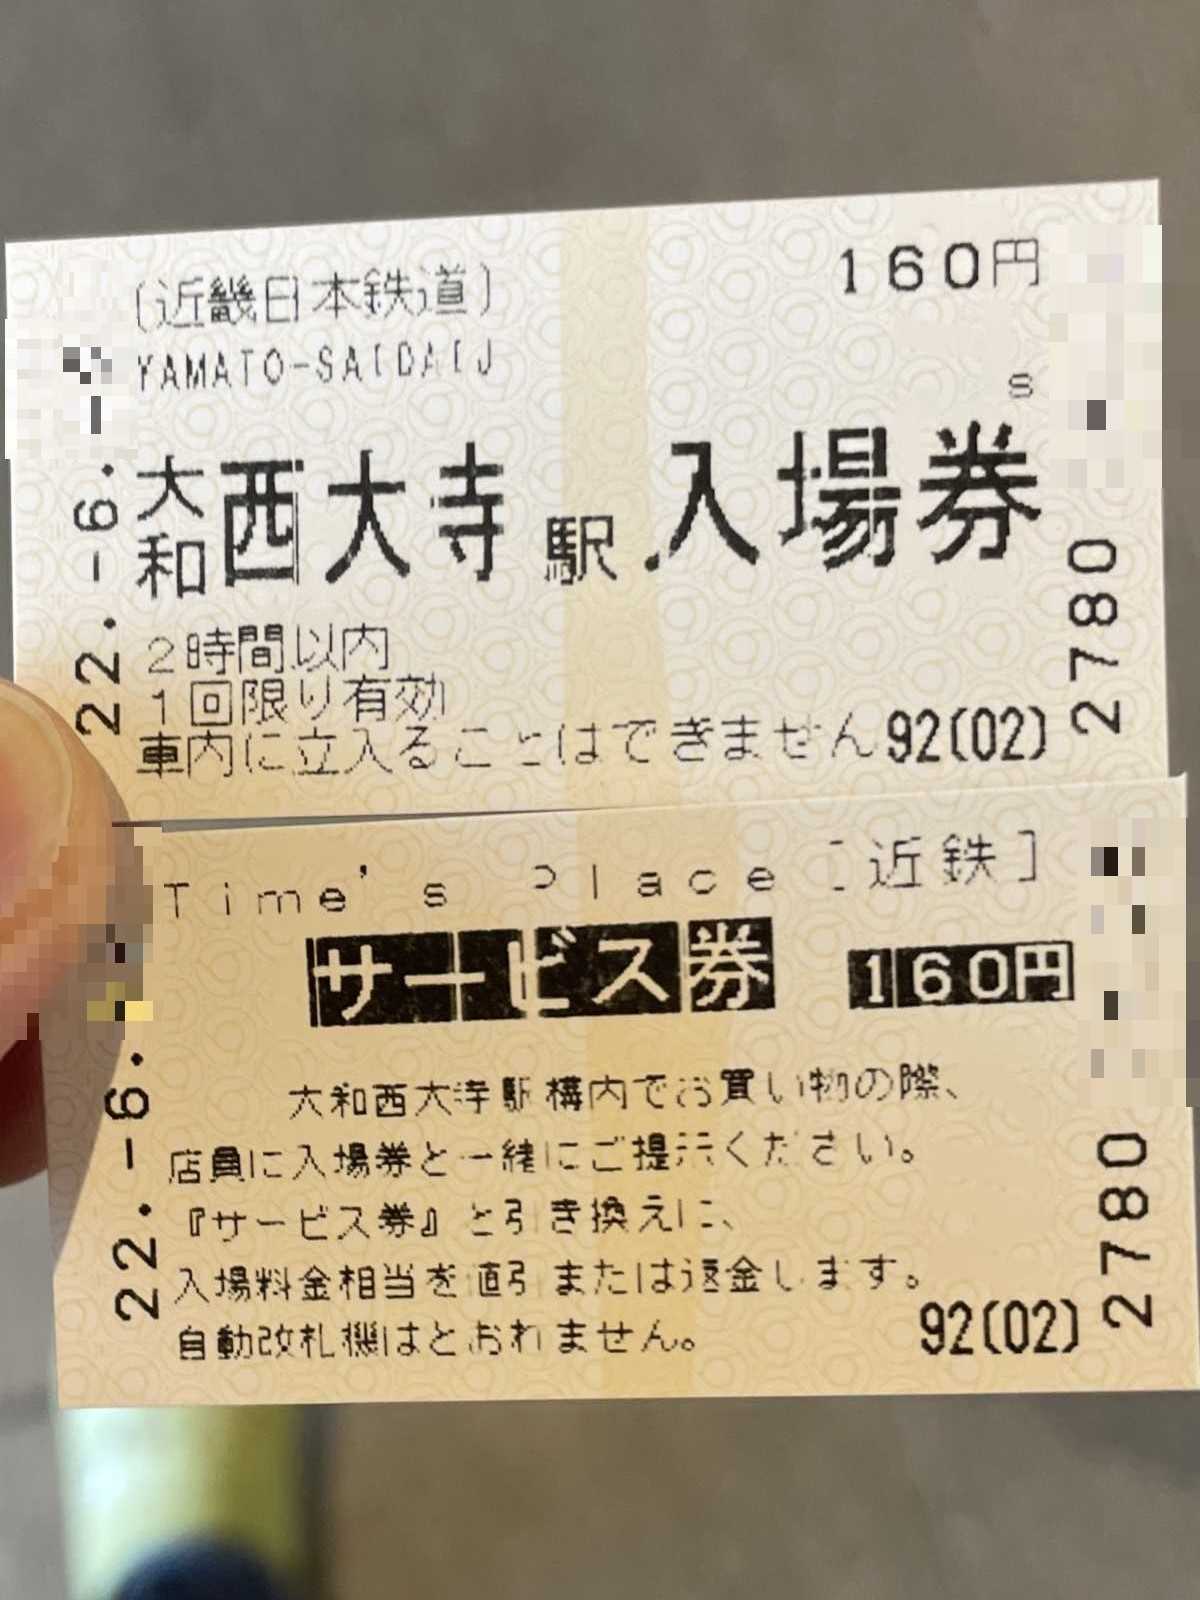 (近畿日本鉄道)
160円
YAMATO-SAIDAIJ
s
大和西大寺駅 入場券
2時間以内
1回限り有効
車内に立入ることはできません
92(02)
22.-6.
2780
Time's Place [近鉄]
サービス券 160円
大和西大寺駅構内でお買い物の際、
店員に入場券と一緒にご提示ください。
『サービス券』と引き換えに、
入場料金相当を値引または返金します。
自動改札機はとおれません。
92(02)
22.-6.
2780